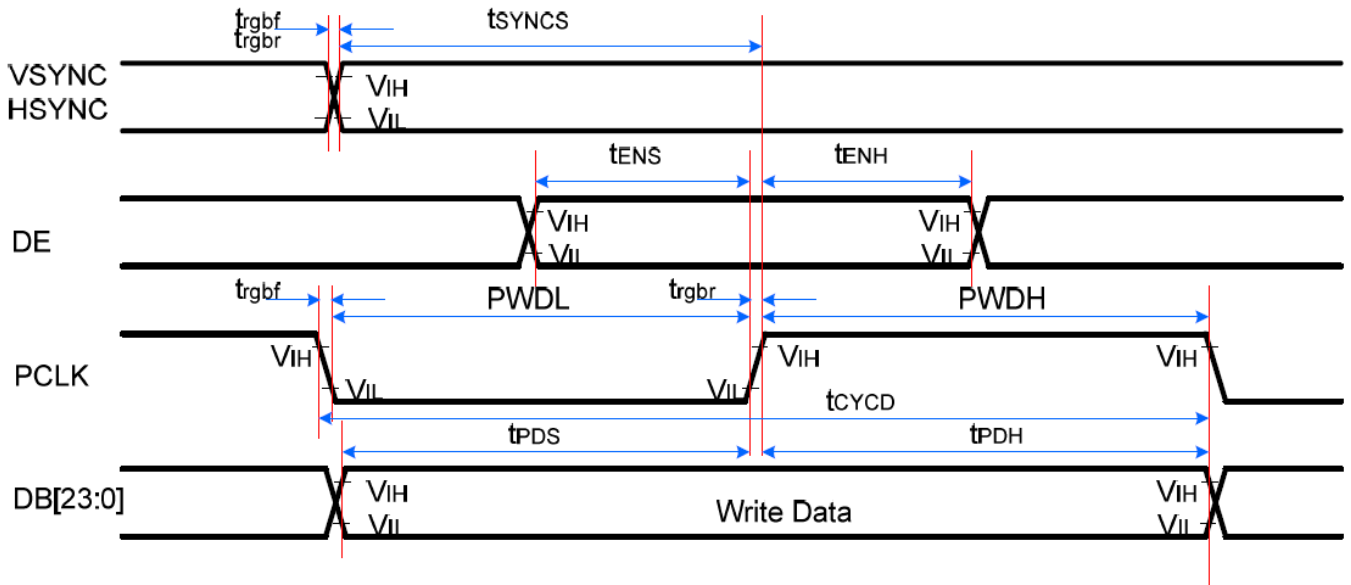 trgbf
trgbr
tSYNCS
VSYNC
HSYNC
VIH
VIL
tENS
tENH
DE
VIH
VIL
VIH
VIL
trgbf
PWDL
trgbr
PWDH
PCLK
VIH
VIL
VIL
VIH
VIH
tCYCD
tPDS
tPDH
DB[23:0]
VIH
VIL
Write Data
VIH
VIL